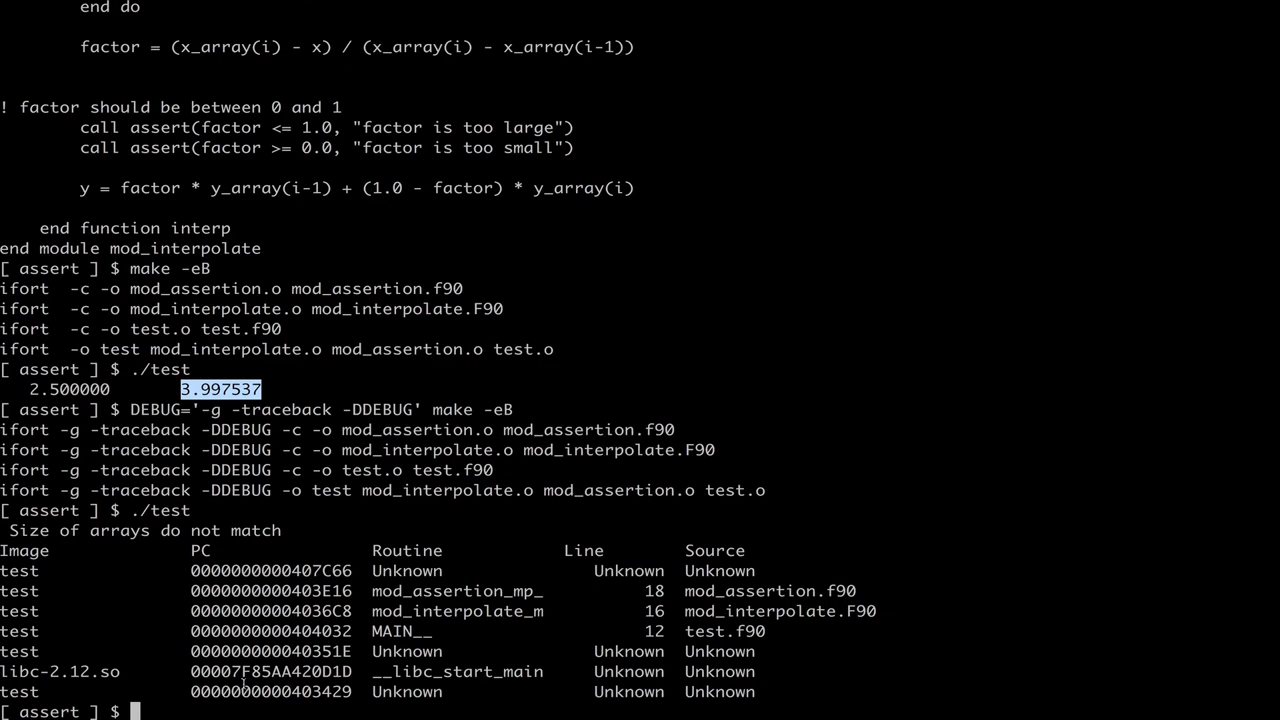 end do
        factor = (x_array(i) - x) / (x_array(i) - x_array(i-1))
! factor should be between 0 and 1
        call assert(factor <= 1.0, "factor is too large")
        call assert(factor >= 0.0, "factor is too small")
        y = factor * y_array(i-1) + (1.0 - factor) * y_array(i)
    end function interp
end module mod_interpolate
[ assert ] $ make -eB
ifort  -c -o mod_assertion.o mod_assertion.f90
ifort  -c -o mod_interpolate.o mod_interpolate.F90
ifort  -c -o test.o test.f90
ifort  -o test mod_interpolate.o mod_assertion.o test.o
[ assert ] $ ./test
   2.500000       3.997537
[ assert ] $ DEBUG='-g -traceback -DDEBUG' make -eB
ifort -g -traceback -DDEBUG -c -o mod_assertion.o mod_assertion.f90
ifort -g -traceback -DDEBUG -c -o mod_interpolate.o mod_interpolate.F90
ifort -g -traceback -DDEBUG -c -o test.o test.f90
ifort -g -traceback -DDEBUG -o test mod_interpolate.o mod_assertion.o test.o
[ assert ] $ ./test
 Size of arrays do not match
Image              PC                Routine            Line        Source
test               0000000000407C66  Unknown               Unknown  Unknown
test               0000000000403E16  mod_assertion_mp_          18  mod_assertion.f90
test               00000000004036C8  mod_interpolate_m          16  mod_interpolate.F90
test               0000000000404032  MAIN__                     12  test.f90
test               000000000040351E  Unknown               Unknown  Unknown
libc-2.12.so       00007F85AA420D1D  __libc_start_main     Unknown  Unknown
test               0000000000403429  Unknown               Unknown  Unknown
[ assert ] $